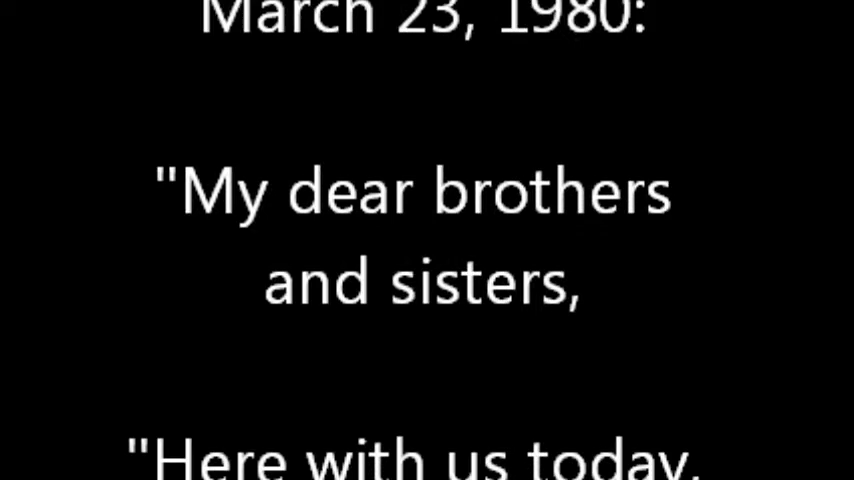 March 23, 1980:
"My dear brothers
and sisters,
"Here with us today,